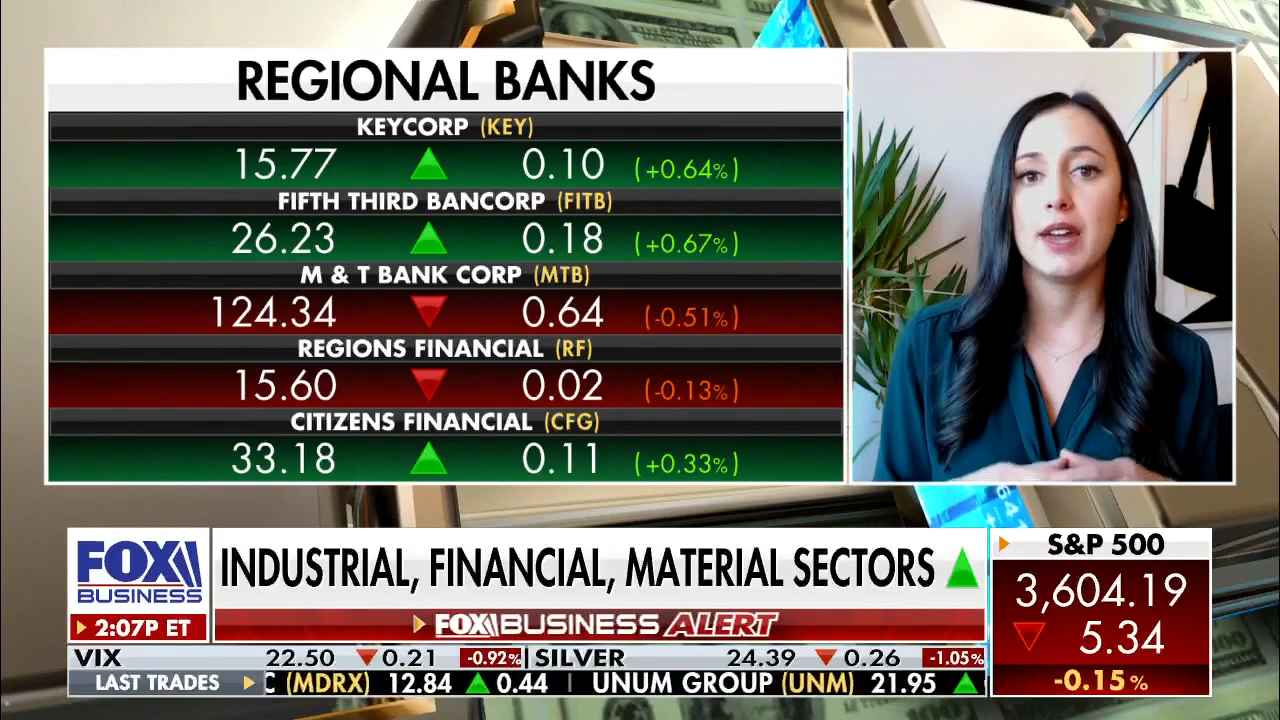 REGIONAL BANKS
KEYCORP (KEY)
15.77 ▲ 0.10 (+0.64%)
FIFTH THIRD BANCORP (FITB)
26.23 ▲ 0.18 (+0.67%)
M & T BANK CORP (MTB)
124.34 ▼ 0.64 (-0.51%)
REGIONS FINANCIAL (RF)
15.60 ▼ 0.02 (-0.13%)
CITIZENS FINANCIAL (CFG)
33.18 ▲ 0.11 (+0.33%)
FOX BUSINESS
2:07P ET
INDUSTRIAL, FINANCIAL, MATERIAL SECTORS ▲
FOX BUSINESS ALERT
S&P 500
3,604.19
▼ 5.34
-0.15%
VIX 22.50 ▼ 0.21 -0.92% SILVER 24.39 ▼ 0.26 -1.05%
LAST TRADES C (MDRX) 12.84 ▲ 0.44 | UNUM GROUP (UNM) 21.95 ▲